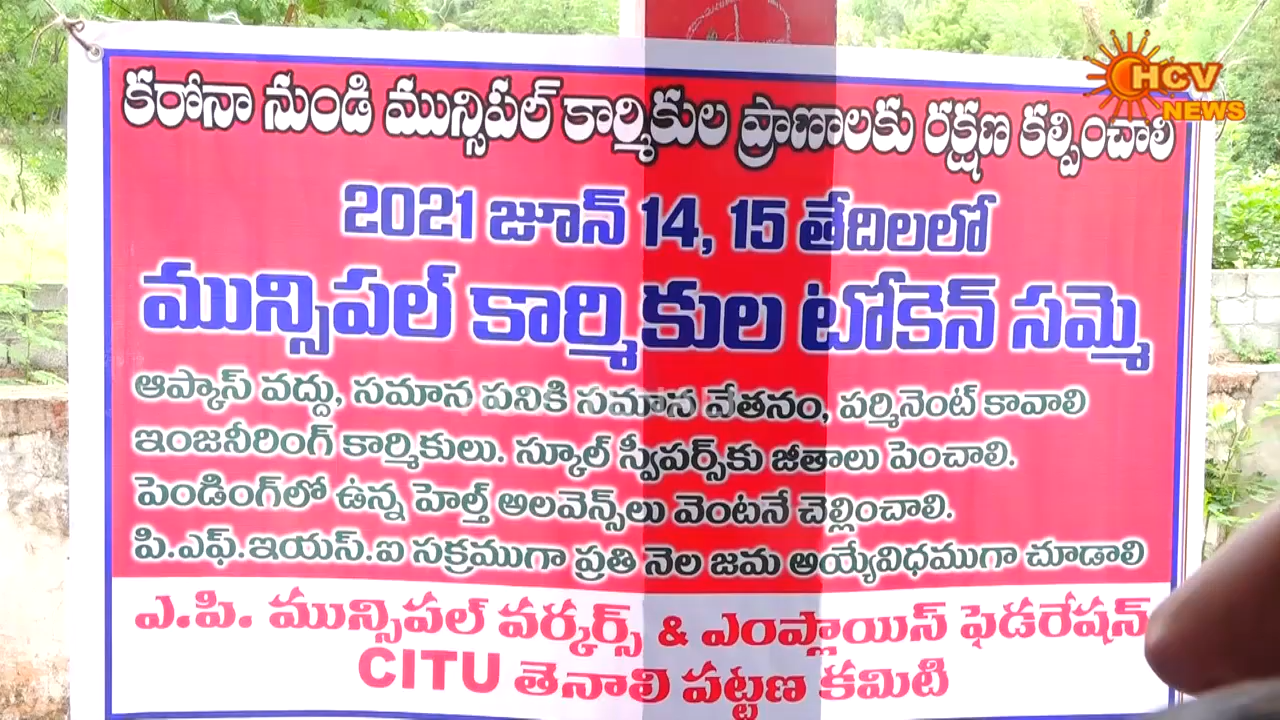 HCV
NEWS
కరోనా నుండి మున్సిపల్ కార్మికుల ప్రాణాలకు రక్షణ కల్పించాలి
2021 జూన్ 14, 15 తేదిలలో
మున్సిపల్ కార్మికుల టోకెన్ సమ్మె
ఆప్కాస్ వద్దు, సమాన పనికి సమాన వేతనం, పర్మినెంట్ కావాలి
ఇంజనీరింగ్ కార్మికులు. స్కూల్ స్వీపర్స్‌కు జీతాలు పెంచాలి.
పెండింగ్‌లో ఉన్న హెల్త్ అలవెన్స్‌లు వెంటనే చెల్లించాలి.
పి.ఎఫ్.ఇయస్.ఐ సక్రముగా ప్రతి నెల జమ అయ్యేవిధముగా చూడాలి
ఎ.పి. మున్సిపల్ వర్కర్స్ & ఎంప్లాయిస్ ఫెడరేషన్
CITU తెనాలి పట్టణ కమిటి